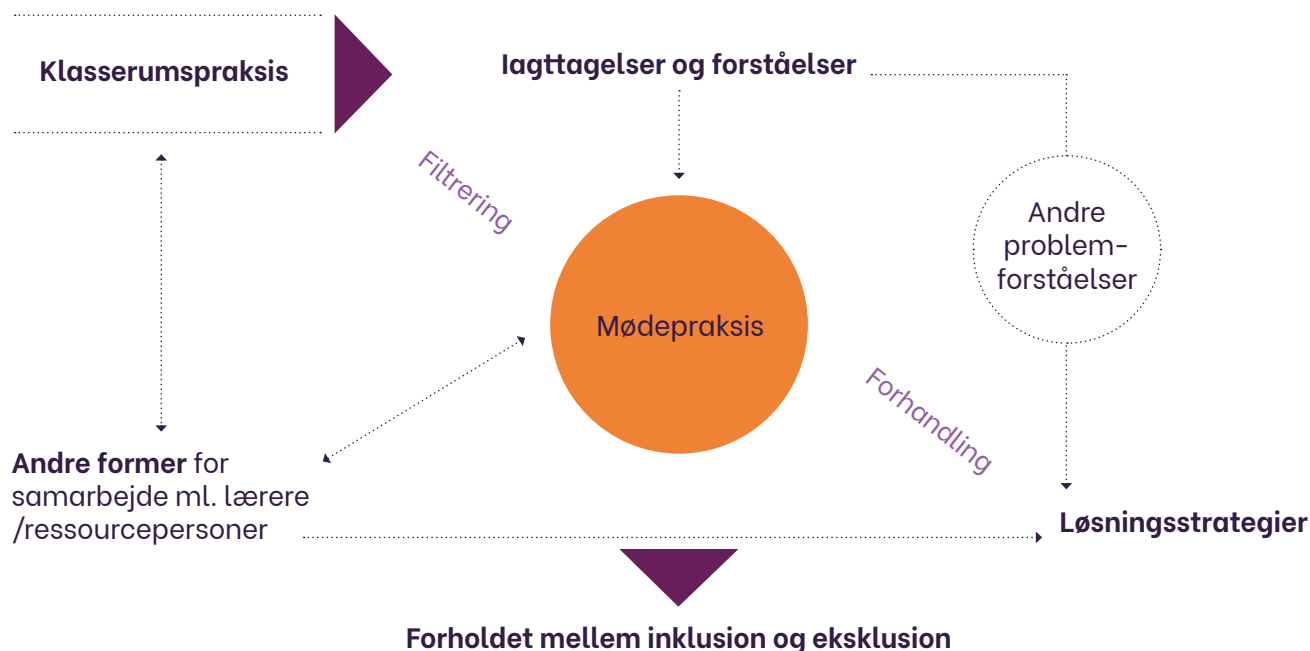 Klasserumspraksis
Iagttagelser og forståelser
Filtrering
Andre
problem-
forståelser
Mødepraksis
Forhandling
Andre former for
samarbejde ml. lærere
/ressourcepersoner
Løsningsstrategier
Forholdet mellem inklusion og eksklusion